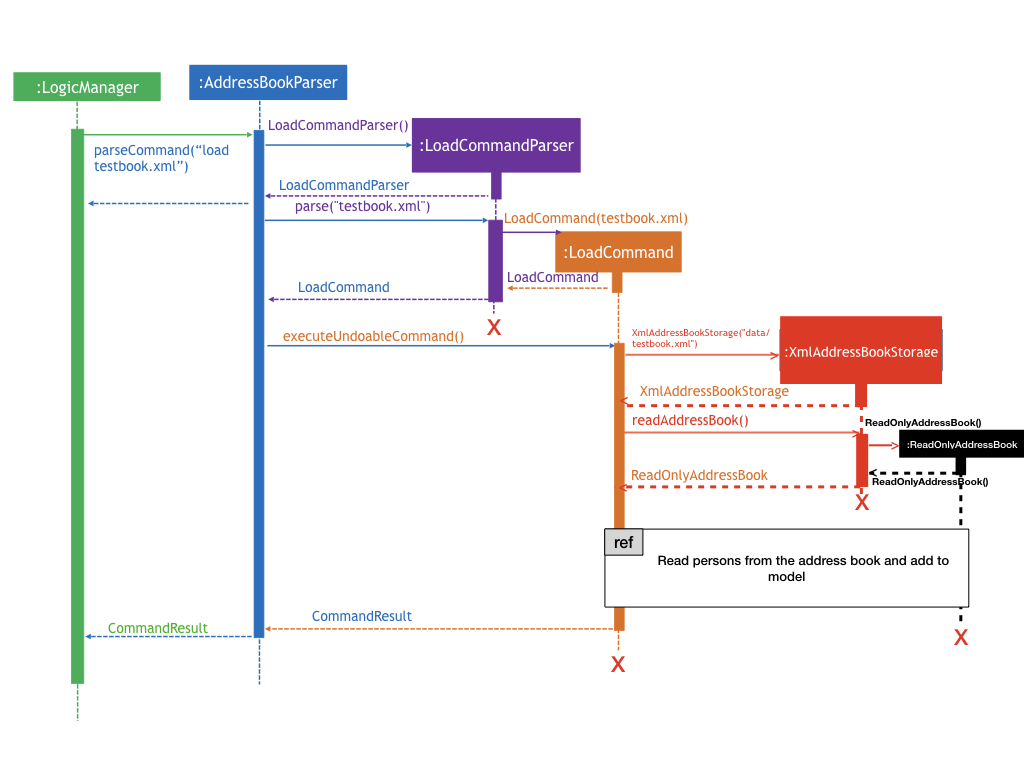 :LogicManager
:AddressBookParser
LoadCommandParser()
:LoadCommandParser
parseCommand(“load
testbook.xml”)
LoadCommandParser
parse("testbook.xml")
LoadCommand(testbook.xml)
:LoadCommand
LoadCommand
LoadCommand
X
executeUndoableCommand()
XmlAddressBookStorage("data/
testbook.xml")
:XmlAddressBookStorage
XmlAddressBookStorage
readAddressBook()
ReadOnlyAddressBook()
:ReadOnlyAddressBook
ReadOnlyAddressBook
ReadOnlyAddressBook()
X
ref
Read persons from the address book and add to
model
CommandResult
CommandResult
X
X